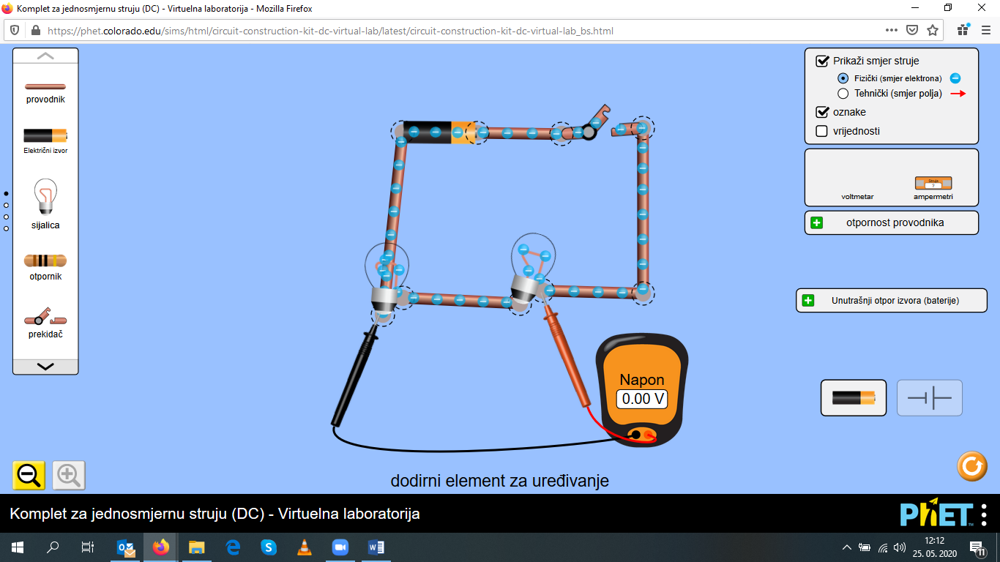 Komplet za jednosmjernu struju (DC) - Virtuelna laboratorija - Mozilla Firefox
https://phet.colorado.edu/sims/html/circuit-construction-kit-dc-virtual-lab/latest/circuit-construction-kit-dc-virtual-lab_bs.html
provodnik
Električni izvor
sijalica
otpornik
prekidač
Prikaži smjer struje
Fizički (smjer elektrona)
Tehnički (smjer polja)
oznake
vrijednosti
Struja
?
voltmetar
ampermetri
otpornost provodnika
Unutrašnji otpor izvora (baterije)
Napon
0.00 V
dodirni element za uređivanje
Komplet za jednosmjernu struju (DC) - Virtuelna laboratorija
PhET
12:12
25. 05. 2020
11